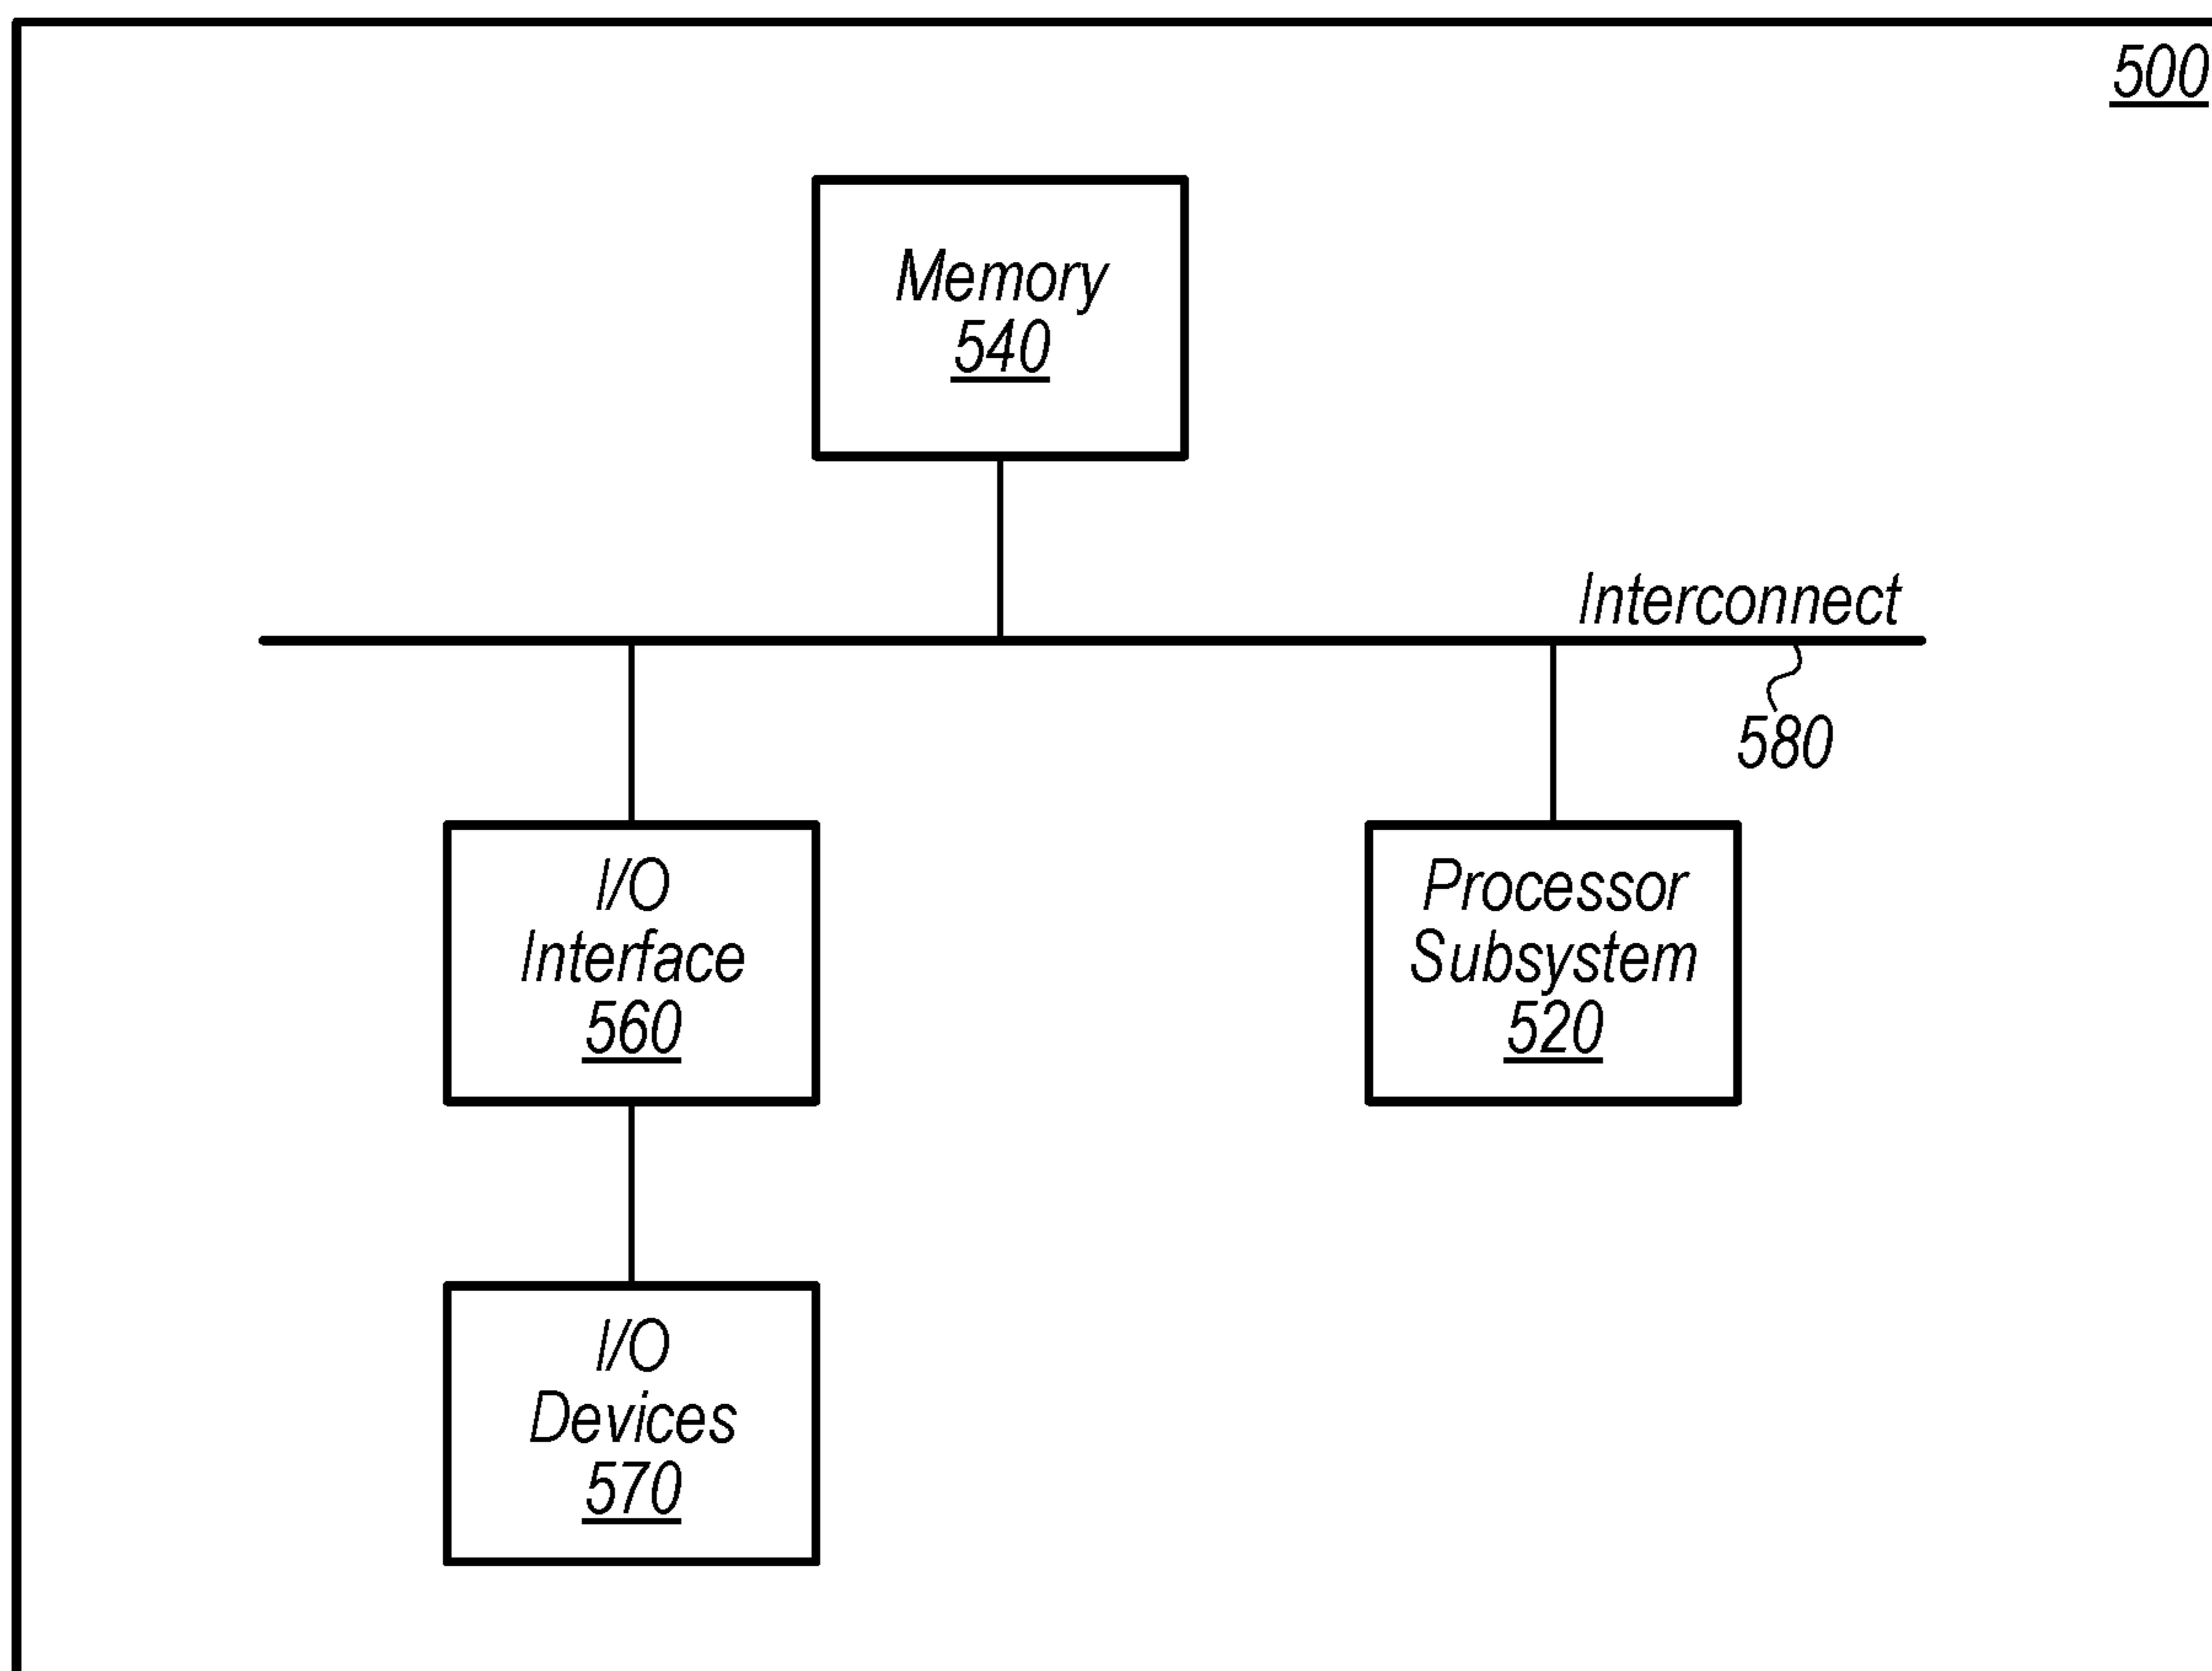 500
Memory
540
Interconnect
580
I/O
Interface
560
Processor
Subsystem
520
I/O
Devices
570